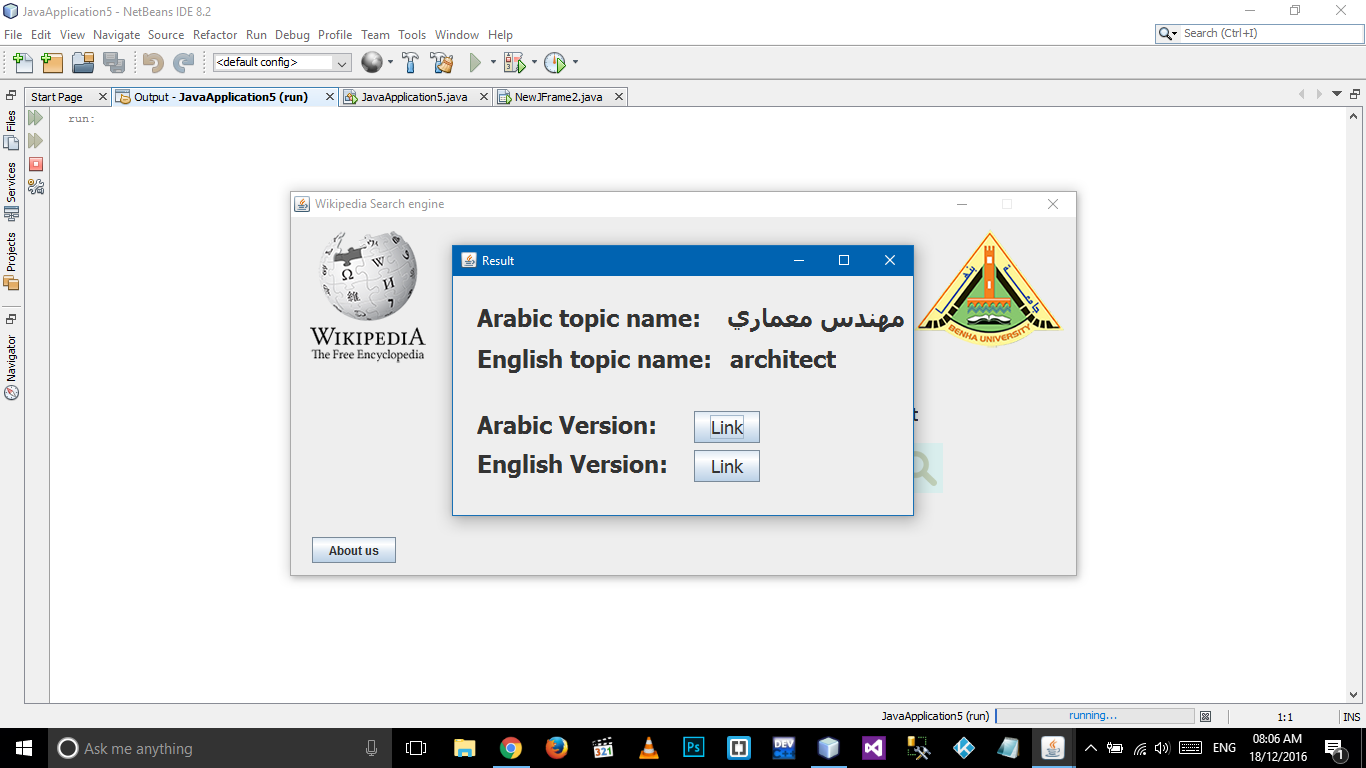 JavaApplication5 - NetBeans IDE 8.2
File Edit View Navigate Source Refactor Run Debug Profile Team Tools Window Help
Search (Ctrl+I)
<default config>
Start Page
Output - JavaApplication5 (run)
JavaApplication5.java
NewJFrame2.java
Files
Services
Projects
Navigator
run:
Wikipedia Search engine
WIKIPEDIA
The Free Encyclopedia
BENHA UNIVERSITY
Result
Arabic topic name: مهندس معماري
English topic name: architect
Arabic Version: Link
English Version: Link
About us
JavaApplication5 (run) running... 1:1 INS
Ask me anything
321
Ps
DEV
ENG
08:06 AM
18/12/2016
1